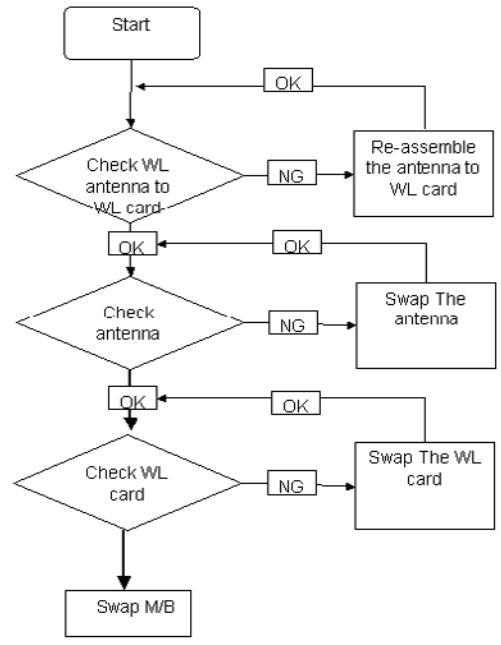 Start
OK
Check WL
antenna to
WL card
NG
Re-assemble
the antenna to
WL card
OK
OK
Check
antenna
NG
Swap The
antenna
OK
OK
Check WL
card
NG
Swap The WL
card
Swap M/B